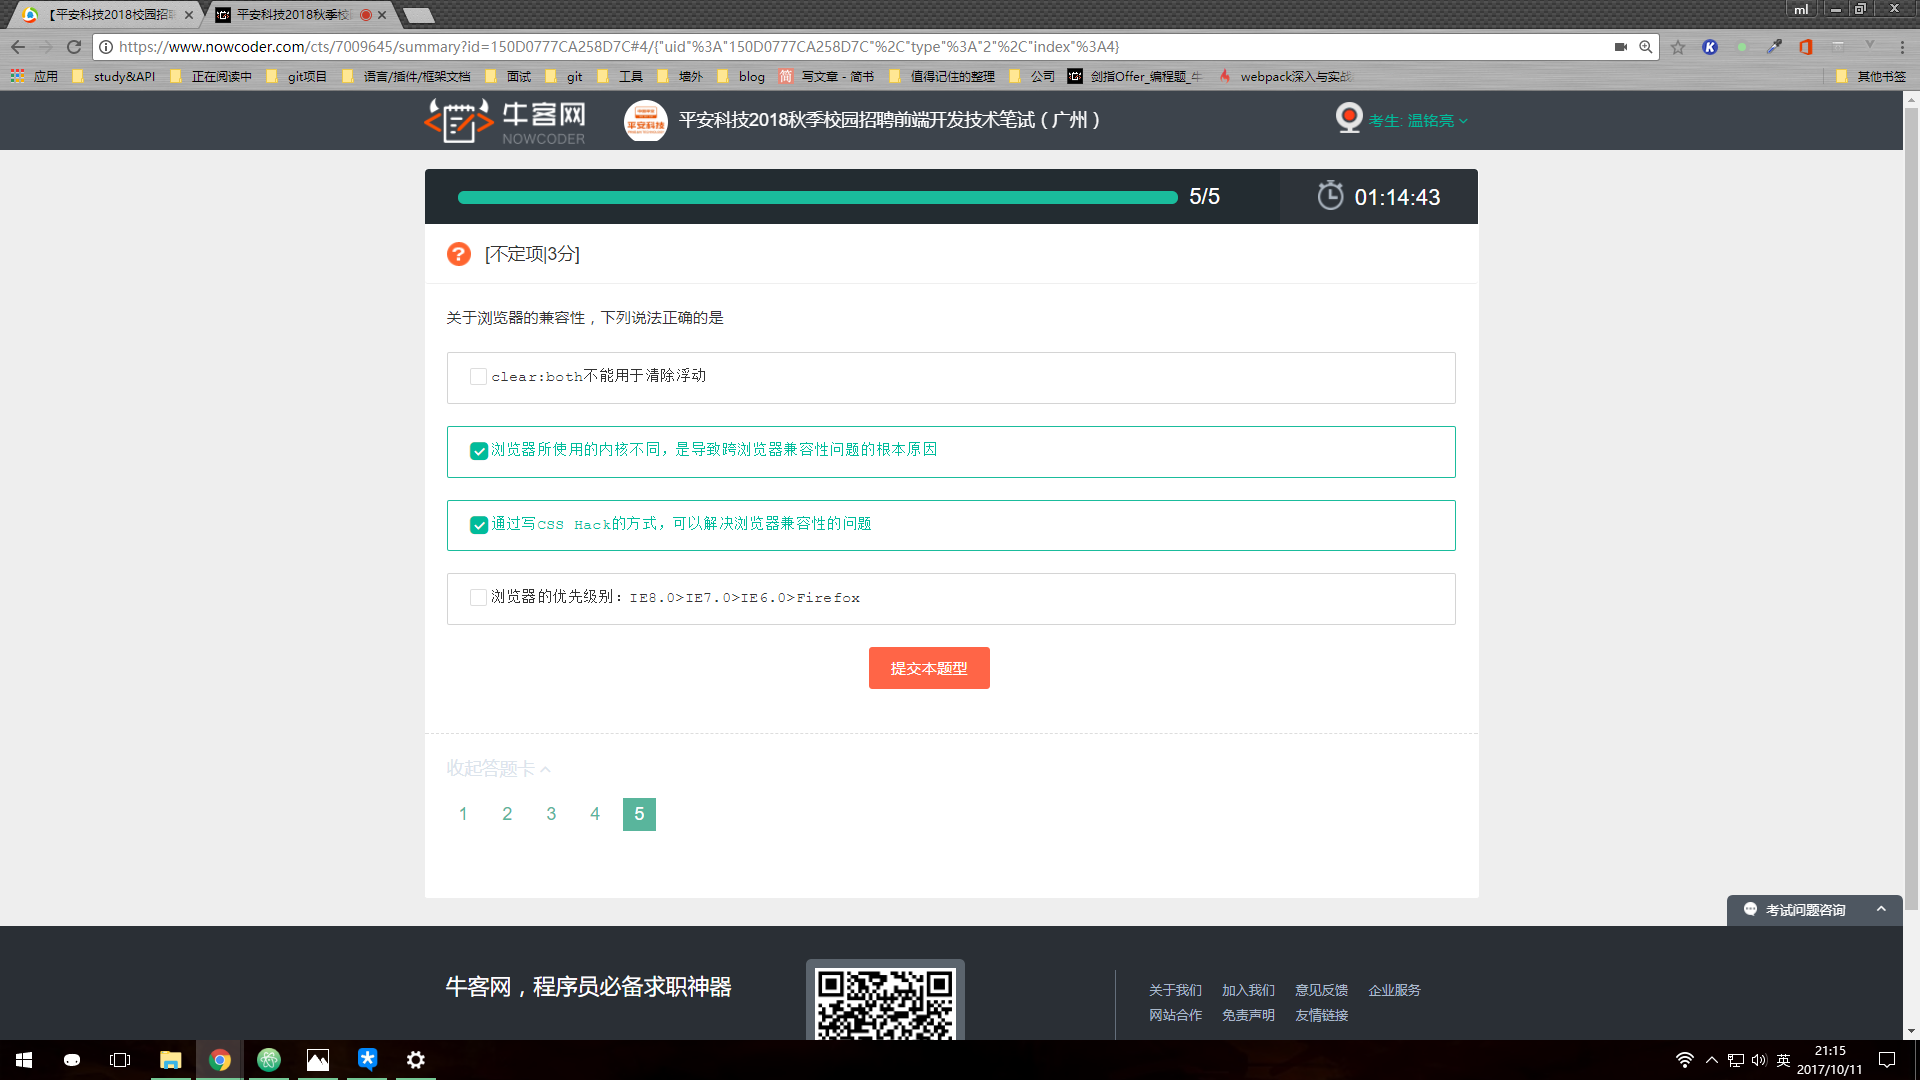 【平安科技2018校园招聘
平安科技2018秋季校
ml
https://www.nowcoder.com/cts/7009645/summary?id=150D0777CA258D7C#4/{"uid"%3A"150D0777CA258D7C"%2C"type"%3A"2"%2C"index"%3A4}
应用 study&API 正在阅读中 git项目 语言/插件/框架文档 面试 git 工具 墙外 blog 写文章 - 简书 值得记住的整理 公司 剑指Offer_编程题_牛 webpack深入与实战 其他书签
牛客网
NOWCODER
平安科技
平安科技2018秋季校园招聘前端开发技术笔试（广州）
考生: 温铭亮
5/5
01:14:43
[不定项|3分]
关于浏览器的兼容性，下列说法正确的是
clear:both不能用于清除浮动
浏览器所使用的内核不同，是导致跨浏览器兼容性问题的根本原因
通过写CSS Hack的方式，可以解决浏览器兼容性的问题
浏览器的优先级别：IE8.0>IE7.0>IE6.0>Firefox
提交本题型
收起答题卡
1 2 3 4 5
考试问题咨询
牛客网，程序员必备求职神器
关于我们 加入我们 意见反馈 企业服务
网站合作 免责声明 友情链接
英
21:15
2017/10/11